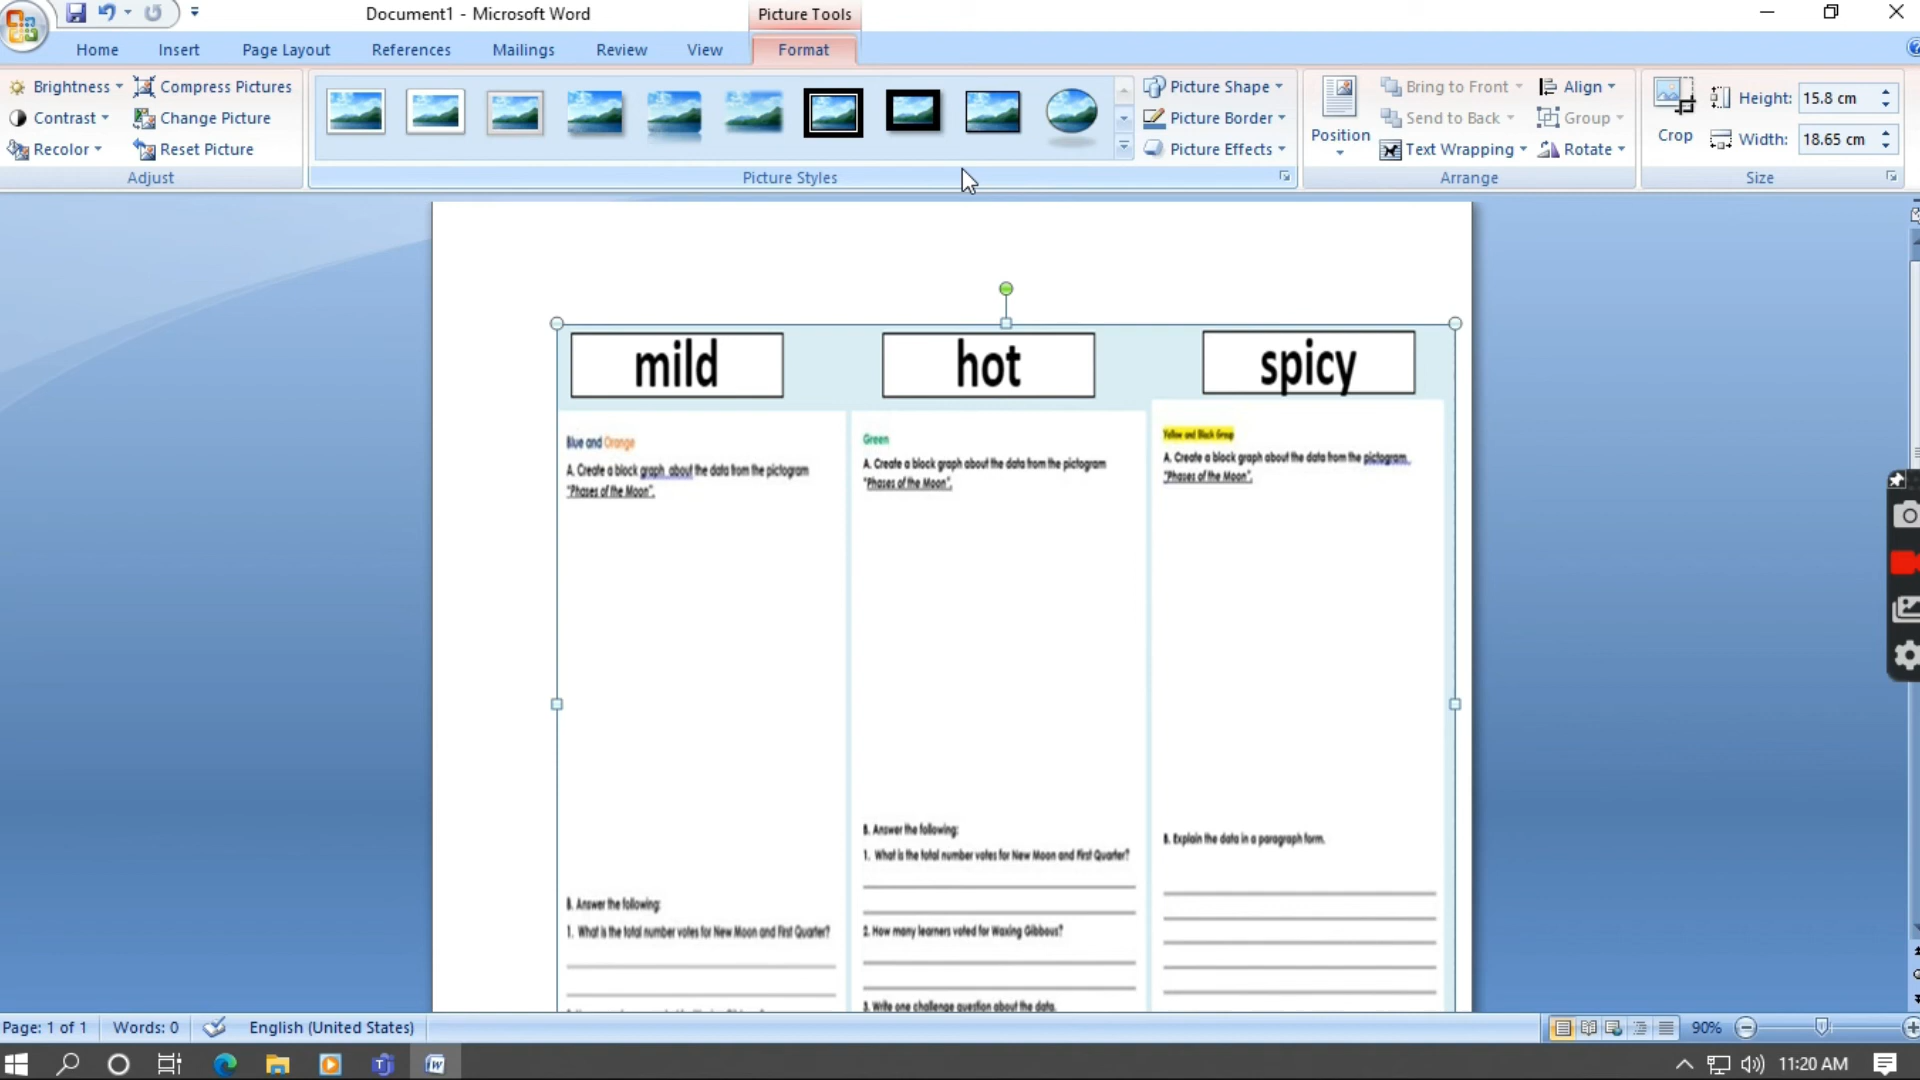 Document1 - Microsoft Word
Picture Tools
Home
Insert
Page Layout
References
Mailings
Review
View
Format
Brightness
Compress Pictures
Contrast
Change Picture
Recolor
Reset Picture
Adjust
Picture Styles
Picture Shape
Picture Border
Picture Effects
Position
Bring to Front
Align
Send to Back
Group
Text Wrapping
Rotate
Arrange
Crop
Height: 15.8 cm
Width: 18.65 cm
Size
mild
hot
spicy
Blue and Orange
A. Create a block graph about the data from the pictogram
"Phases of the Moon".
B. Answer the following:
1. What is the total number votes for New Moon and First Quarter?
Green
A. Create a block graph about the data from the pictogram
"Phases of the Moon".
B. Answer the following:
1. What is the total number votes for New Moon and First Quarter?
2. How many learners voted for Waxing Gibbous?
3. Write one challenge question about the data.
Yellow and Black Group
A. Create a block graph about the data from the pictogram
"Phases of the Moon".
B. Explain the data in a paragraph form.
Page: 1 of 1
Words: 0
English (United States)
90%
11:20 AM